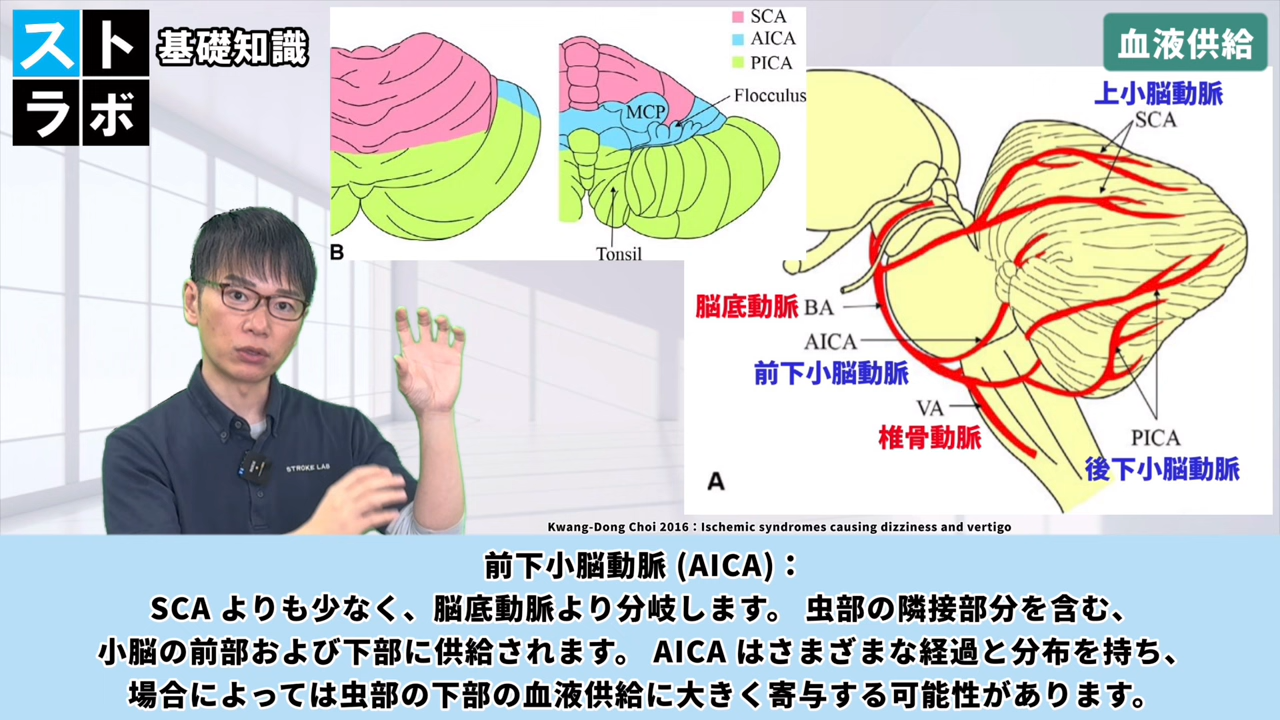 スト
ラボ
基礎知識
血液供給
SCA
AICA
PICA
MCP
Flocculus
Tonsil
B
上小脳動脈
SCA
脳底動脈 BA
AICA
前下小脳動脈
VA
椎骨動脈
PICA
後下小脳動脈
A
STROKE LAB
Kwang-Dong Choi 2016：Ischemic syndromes causing dizziness and vertigo
前下小脳動脈 (AICA)：
SCA よりも少なく、脳底動脈より分岐します。 虫部の隣接部分を含む、
小脳の前部および下部に供給されます。 AICA はさまざまな経過と分布を持ち、
場合によっては虫部の下部の血液供給に大きく寄与する可能性があります。